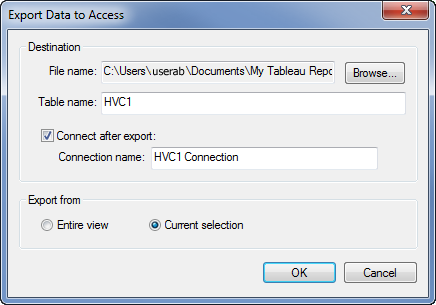 Export Data to Access
Destination
File name: C:\Users\userab\Documents\My Tableau Repo Browse...
Table name: HVC1
Connect after export:
Connection name: HVC1 Connection
Export from
Entire view Current selection
OK Cancel